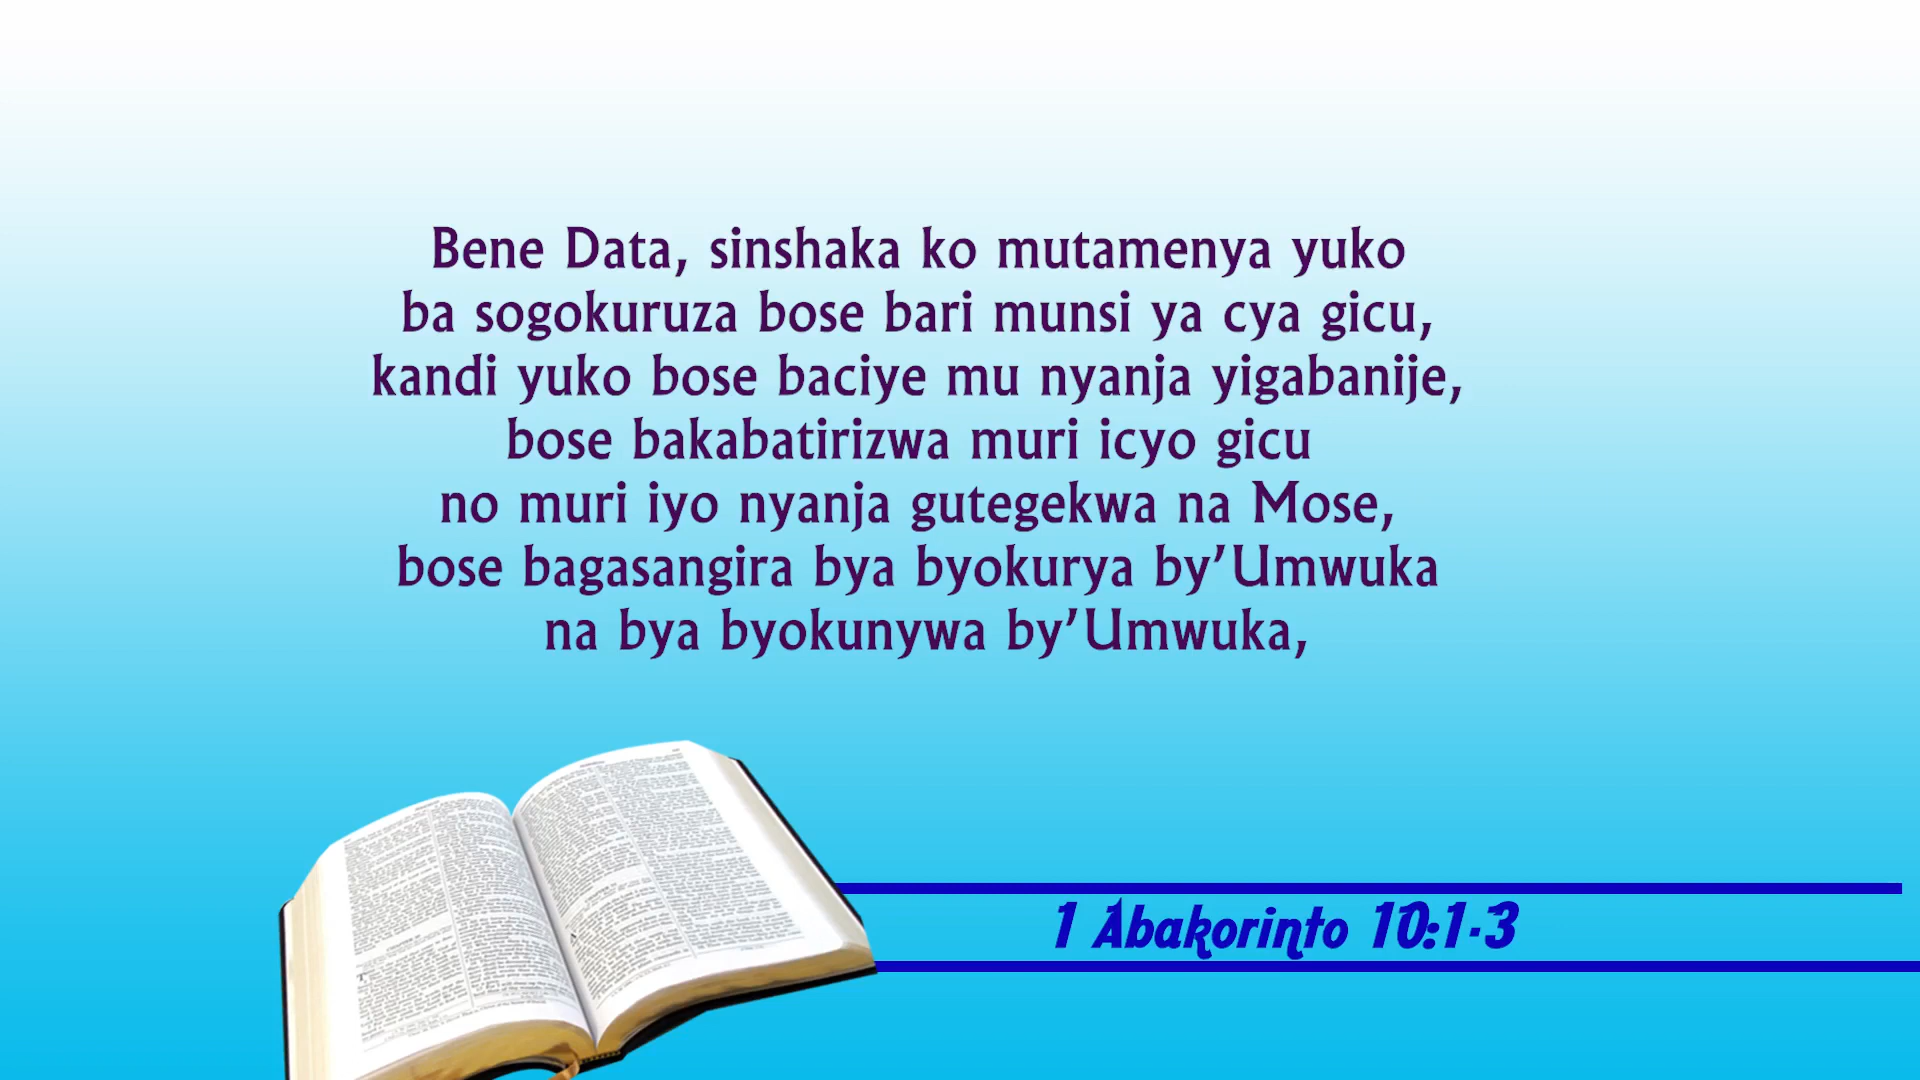 Bene Data, sinshaka ko mutamenya yuko
ba sogokuruza bose bari munsi ya cya gicu,
kandi yuko bose baciye mu nyanja yigabanije,
bose bakabatirizwa muri icyo gicu
no muri iyo nyanja gutegekwa na Mose,
bose bagasangira bya byokurya by’Umwuka
na bya byokunywa by’Umwuka,
1 Abakorinto 10:1-3